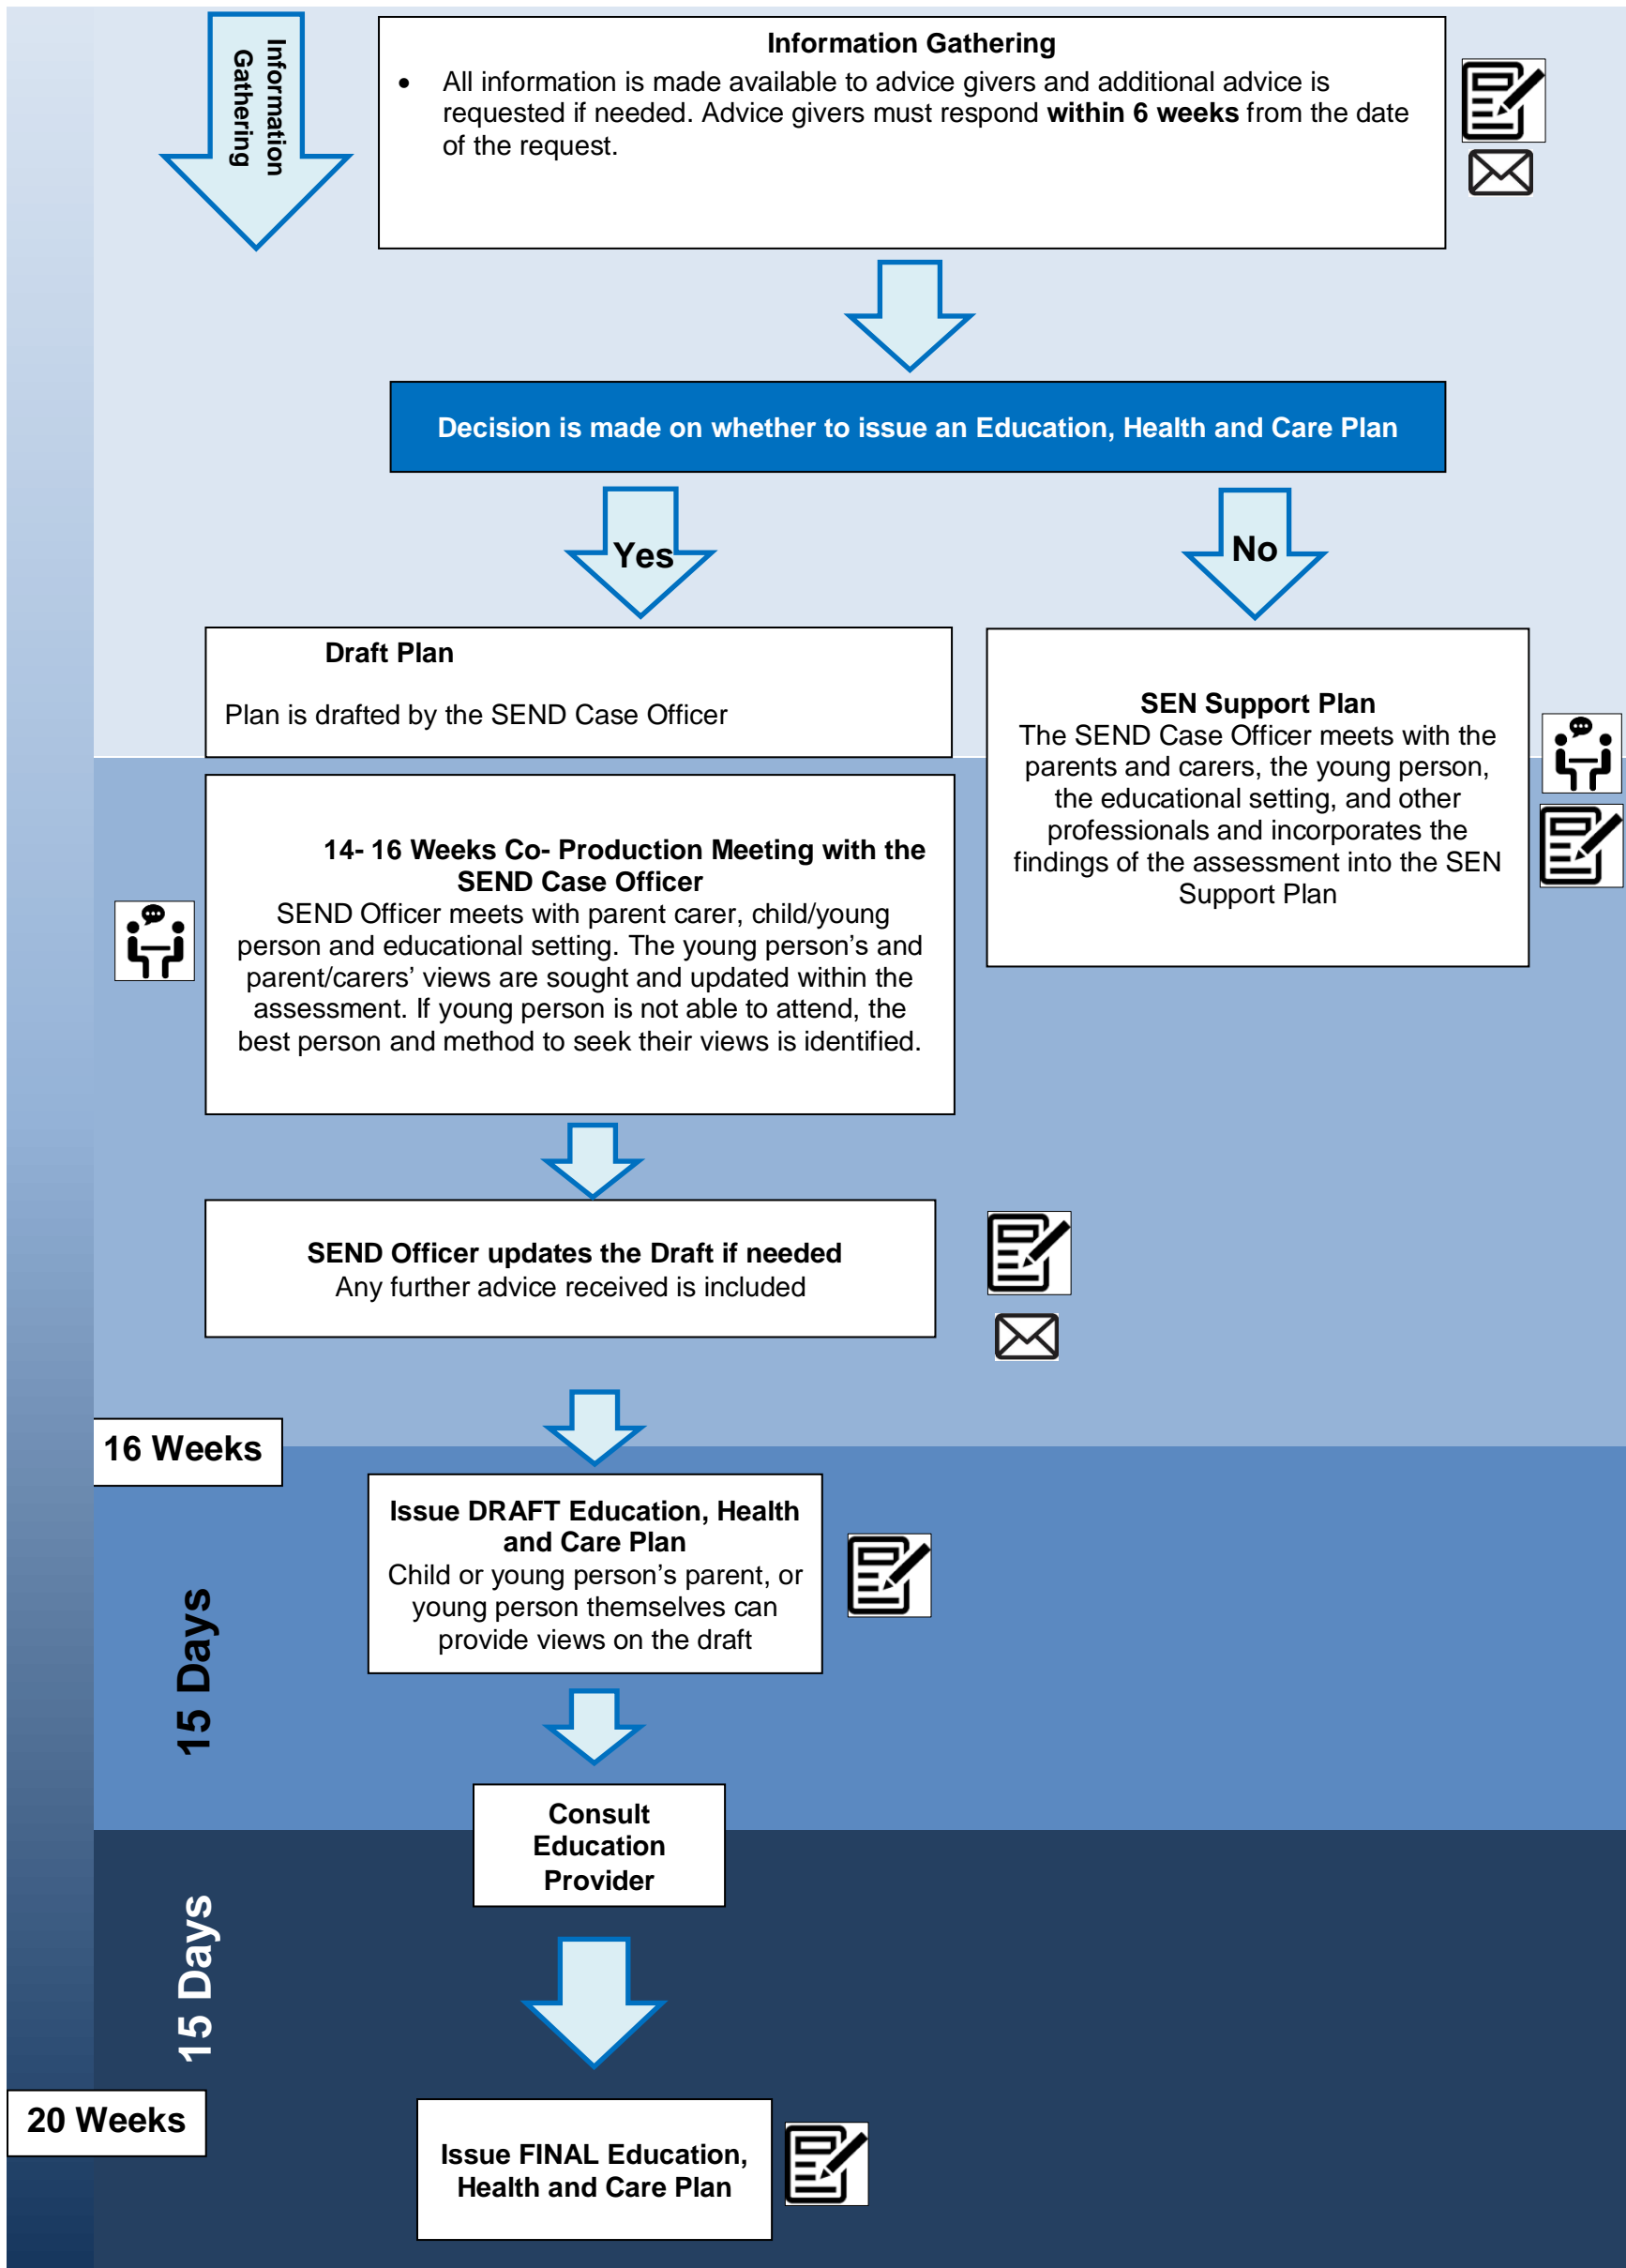 Information
Gathering
Information Gathering
• All information is made available to advice givers and additional advice is
requested if needed. Advice givers must respond within 6 weeks from the date
of the request.
Decision is made on whether to issue an Education, Health and Care Plan
Yes
No
Draft Plan
Plan is drafted by the SEND Case Officer
SEN Support Plan
The SEND Case Officer meets with the
parents and carers, the young person,
the educational setting, and other
professionals and incorporates the
findings of the assessment into the SEN
Support Plan
14- 16 Weeks Co- Production Meeting with the
SEND Case Officer
SEND Officer meets with parent carer, child/young
person and educational setting. The young person’s and
parent/carers’ views are sought and updated within the
assessment. If young person is not able to attend, the
best person and method to seek their views is identified.
SEND Officer updates the Draft if needed
Any further advice received is included
16 Weeks
Issue DRAFT Education, Health
and Care Plan
Child or young person’s parent, or
young person themselves can
provide views on the draft
15 Days
Consult
Education
Provider
15 Days
20 Weeks
Issue FINAL Education,
Health and Care Plan